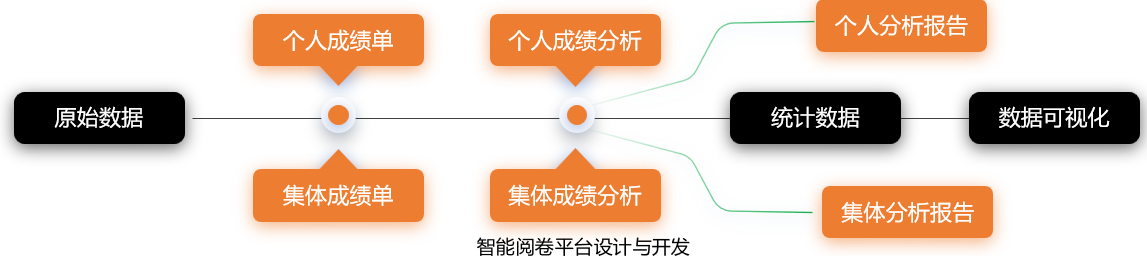 个人成绩单
个人成绩分析
个人分析报告
原始数据
统计数据
数据可视化
集体成绩单
集体成绩分析
集体分析报告
智能阅卷平台设计与开发